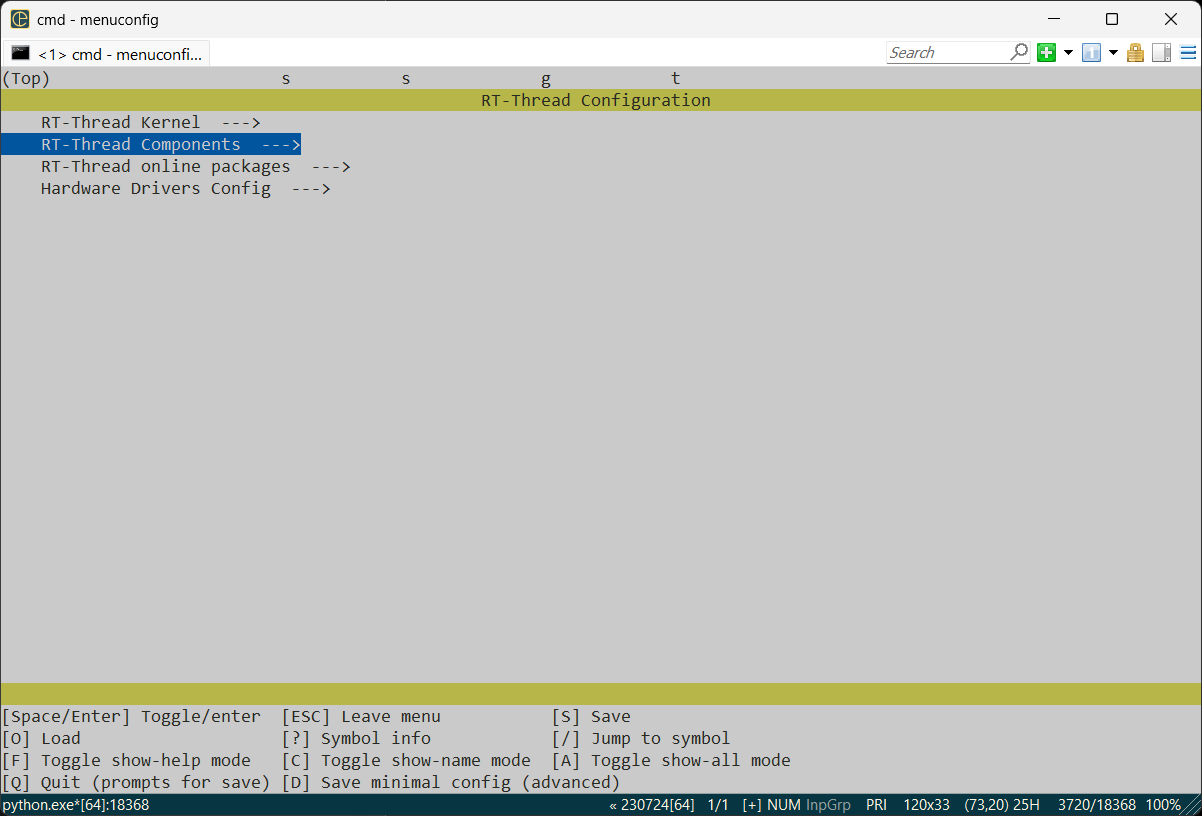 cmd - menuconfig
<1> cmd - menuconfi...
Search
(Top) s s g t
RT-Thread Configuration
RT-Thread Kernel --->
RT-Thread Components --->
RT-Thread online packages --->
Hardware Drivers Config --->
[Space/Enter] Toggle/enter [ESC] Leave menu [S] Save
[O] Load [?] Symbol info [/] Jump to symbol
[F] Toggle show-help mode [C] Toggle show-name mode [A] Toggle show-all mode
[Q] Quit (prompts for save) [D] Save minimal config (advanced)
python.exe*[64]:18368 « 230724[64] 1/1 [+] NUM InpGrp PRI 120x33 (73,20) 25H 3720/18368 100%